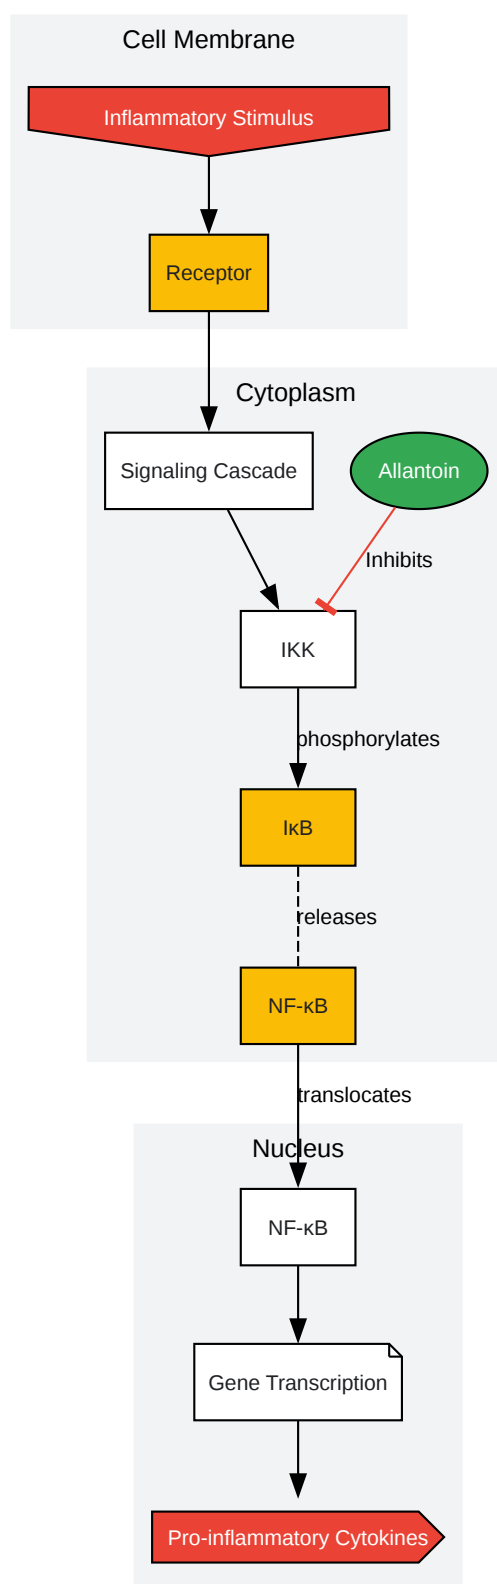 Cell Membrane
Inflammatory Stimulus
Receptor
Cytoplasm
Signaling Cascade
Allantoin
Inhibits
IKK
phosphorylates
IκB
releases
NF-κB
translocates
Nucleus
NF-κB
Gene Transcription
Pro-inflammatory Cytokines